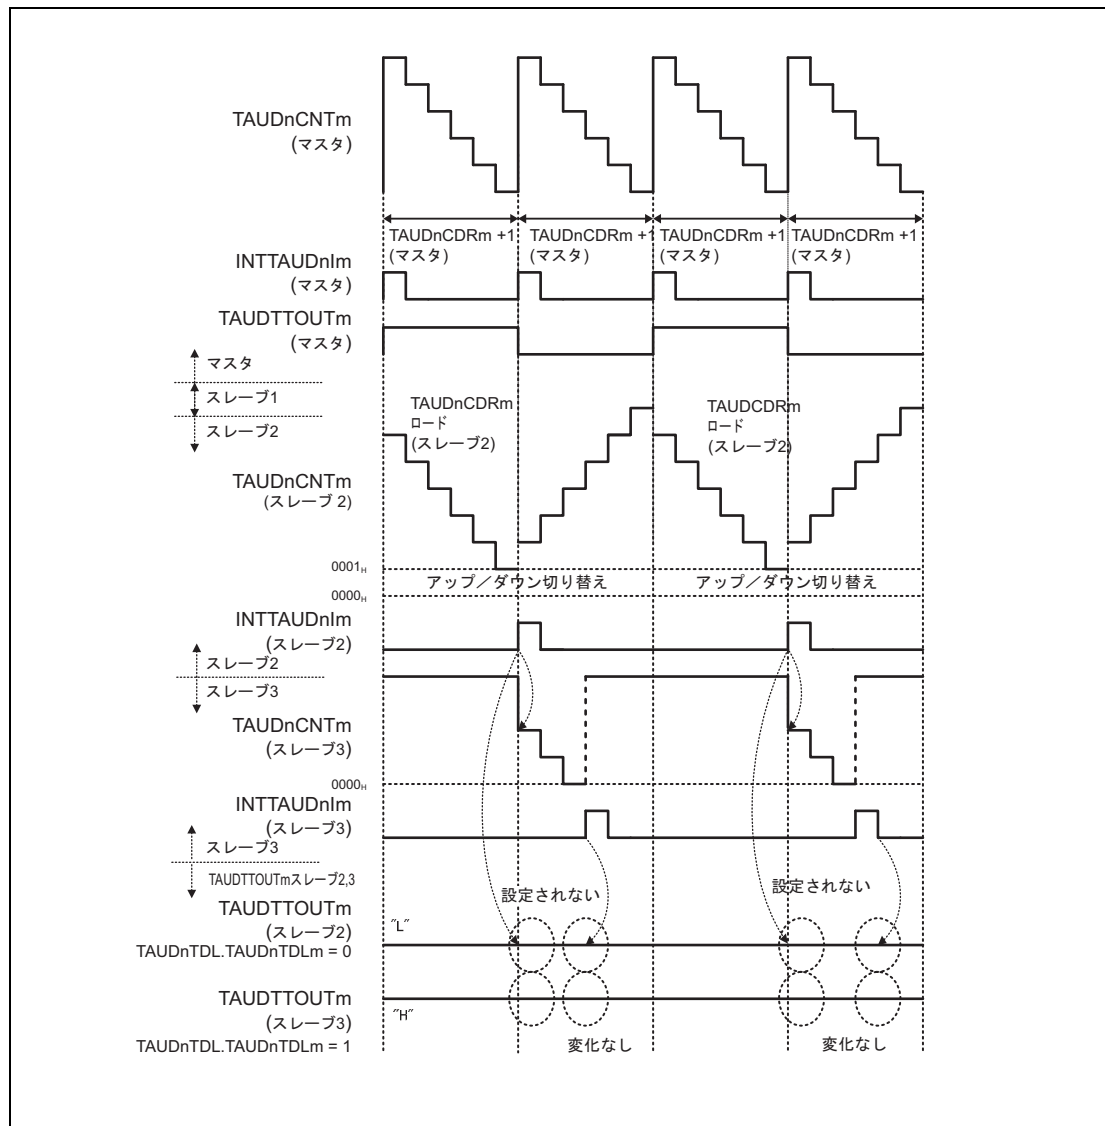 TAUDnCNTm
(マスタ)
TAUDnCDRm +1 TAUDnCDRm +1 TAUDnCDRm +1 TAUDnCDRm +1
(マスタ) (マスタ) (マスタ) (マスタ)
INTTAUDnIm
(マスタ)
TAUDTTOUTm
(マスタ)
マスタ
スレーブ1
スレーブ2
TAUDnCDRm
ロード
(スレーブ2)
TAUDCDRm
ロード
(スレーブ2)
TAUDnCNTm
(スレーブ 2)
0001H
アップ／ダウン切り替え アップ／ダウン切り替え
0000H
INTTAUDnIm
(スレーブ2)
スレーブ2
スレーブ3
TAUDnCNTm
(スレーブ3)
0000H
INTTAUDnIm
(スレーブ3)
スレーブ3
TAUDTTOUTmスレーブ2,3
設定されない 設定されない
TAUDTTOUTm
(スレーブ2)
TAUDnTDL.TAUDnTDLm = 0
"L"
TAUDTTOUTm
(スレーブ3)
TAUDnTDL.TAUDnTDLm = 1
"H"
変化なし 変化なし